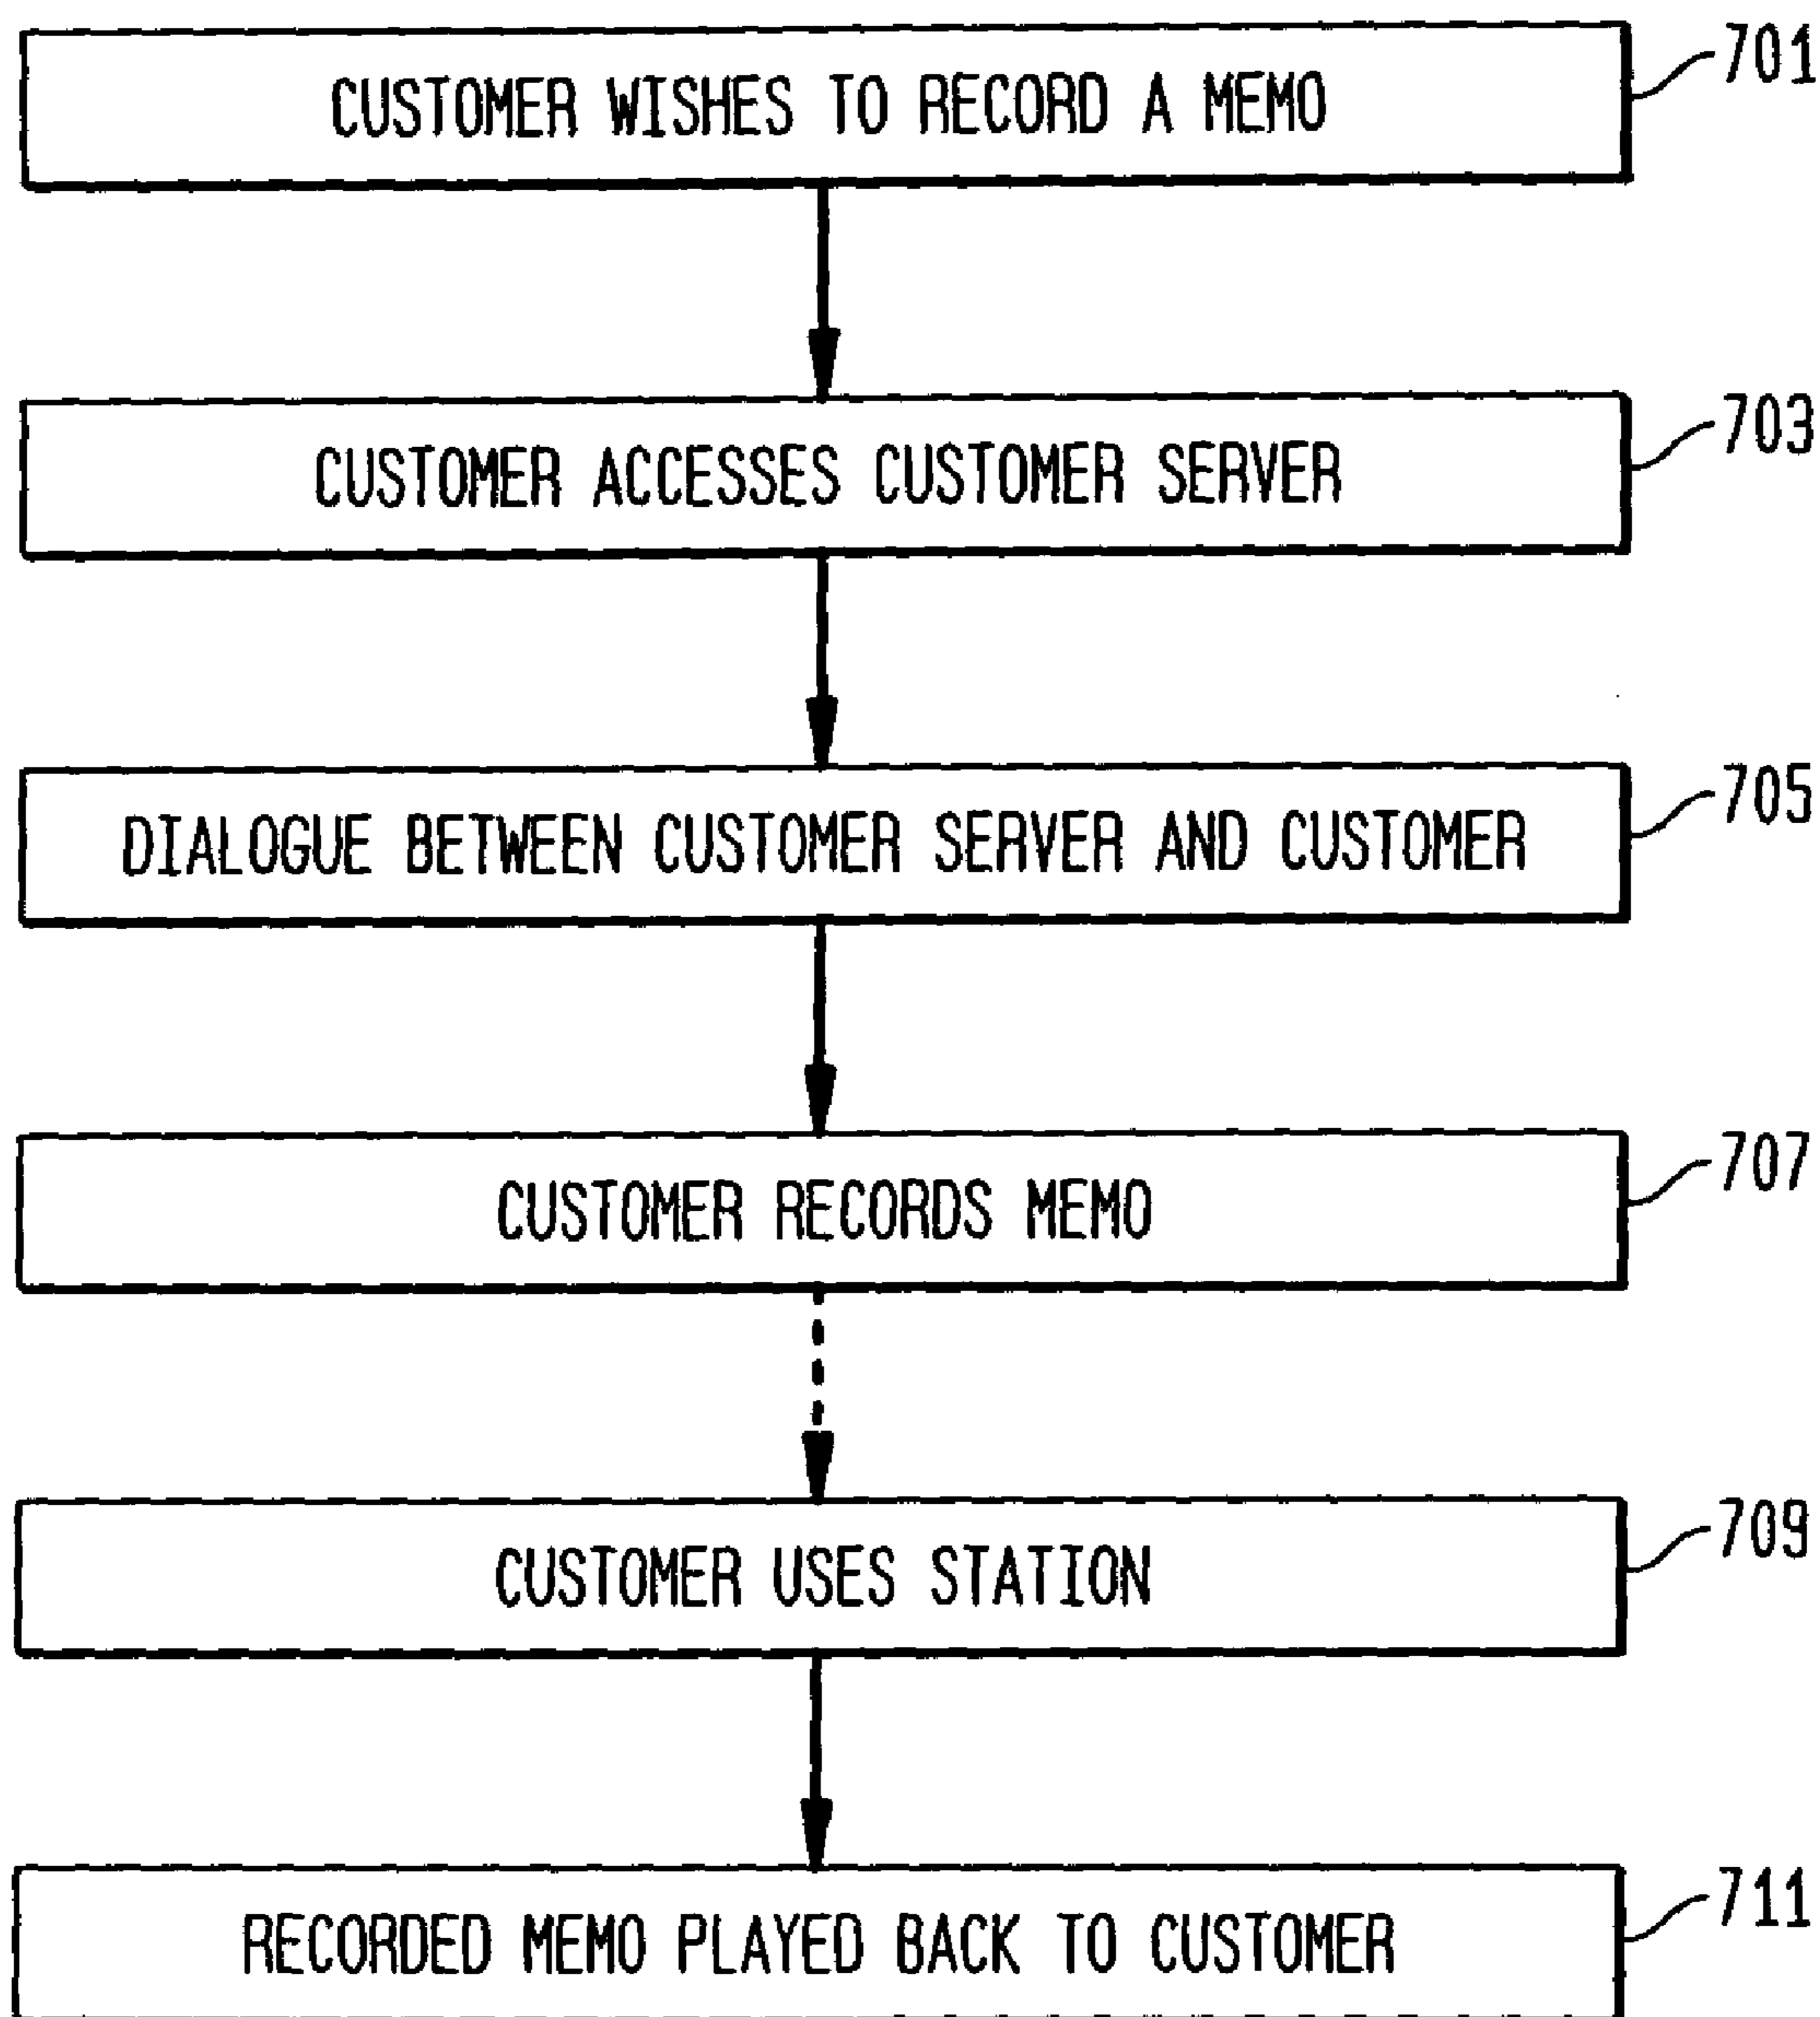 CUSTOMER WISHES TO RECORD A MEMO
701
CUSTOMER ACCESSES CUSTOMER SERVER
703
DIALOGUE BETWEEN CUSTOMER SERVER AND CUSTOMER
705
CUSTOMER RECORDS MEMO
707
CUSTOMER USES STATION
709
RECORDED MEMO PLAYED BACK TO CUSTOMER
711